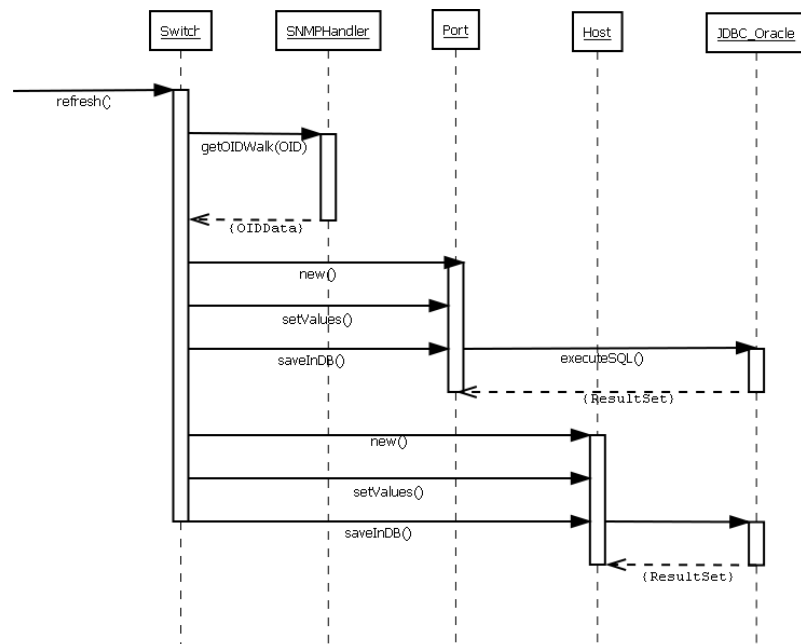 Switch
SNMPHandler
Port
Host
JDBC_Oracle
refresh()
getOIDWalk(OID)
{OIDData}
new()
setValues()
saveInDB()
executeSQL()
{ResultSet}
new()
setValues()
saveInDB()
{ResultSet}